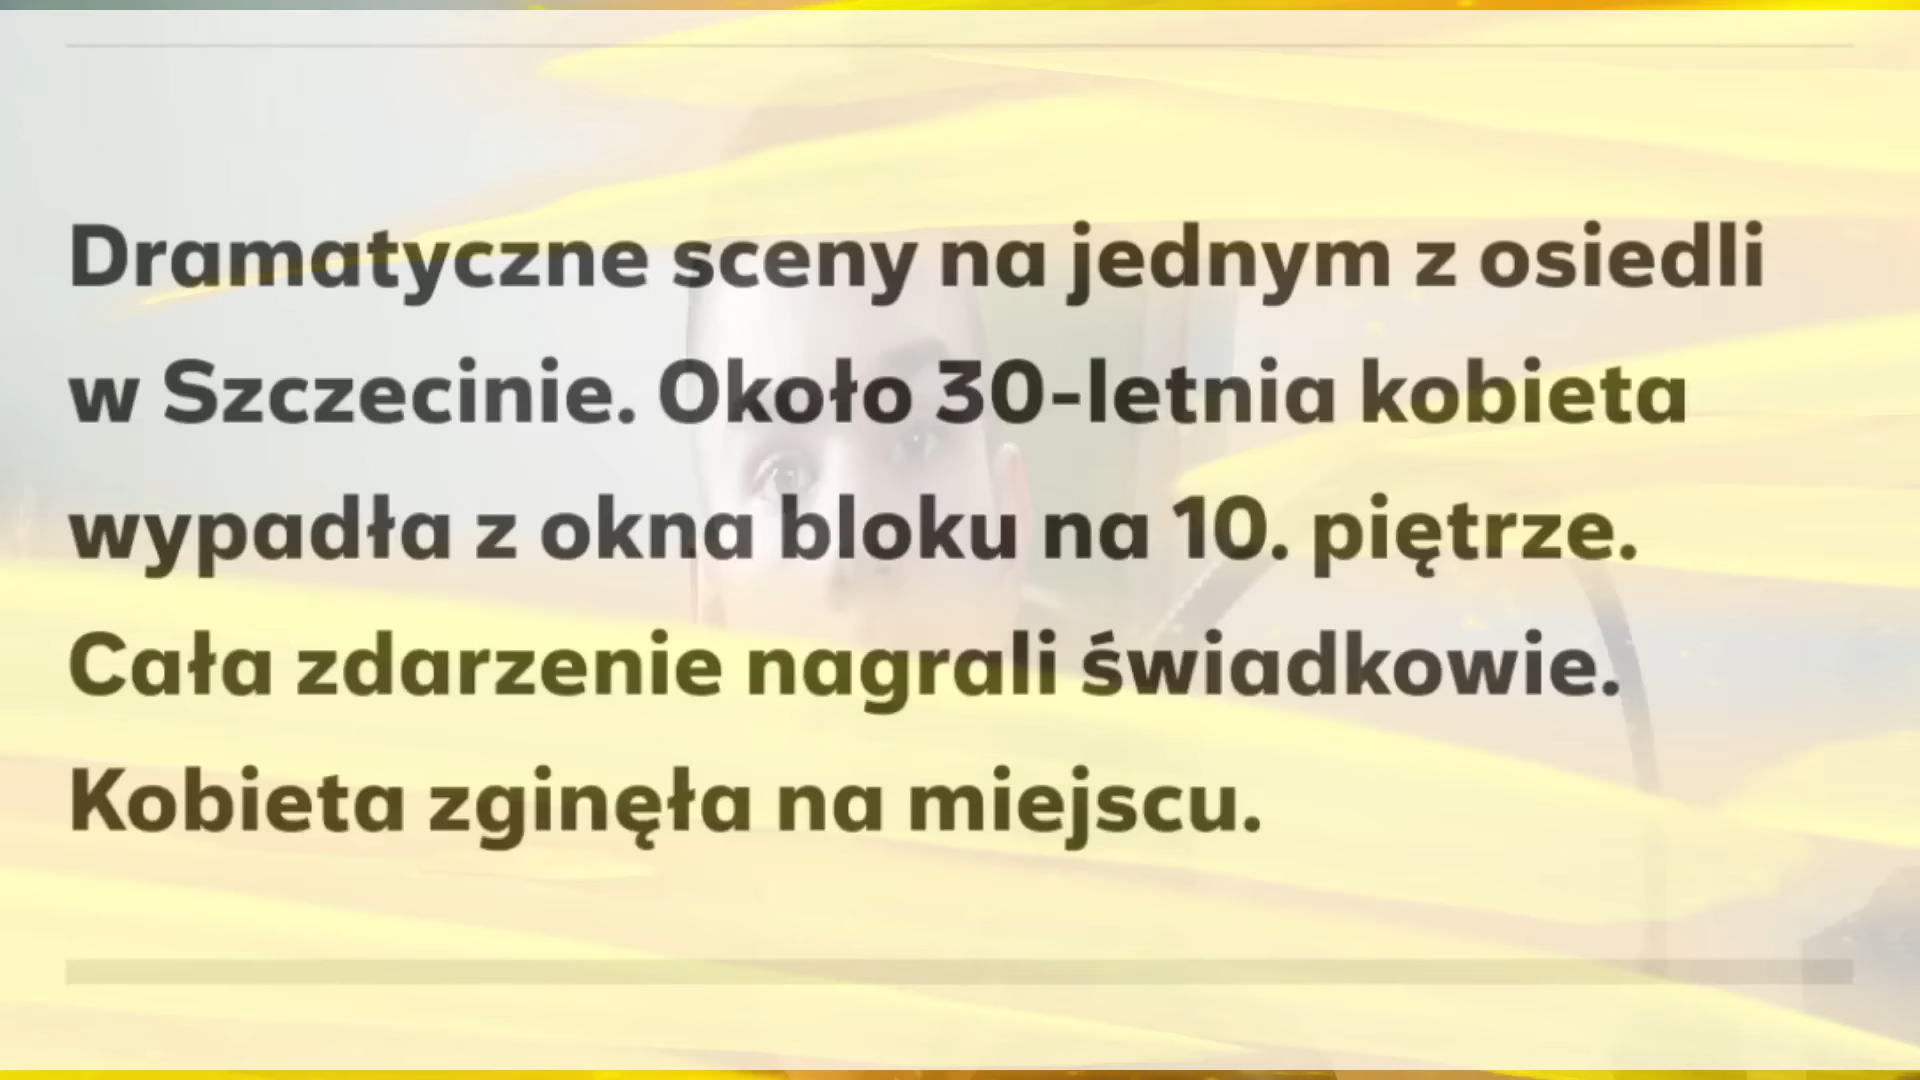 Dramatyczne sceny na jednym z osiedli
w Szczecinie. Około 30-letnia kobieta
wypadła z okna bloku na 10. piętrze.
Cała zdarzenie nagrali świadkowie.
Kobieta zginęła na miejscu.